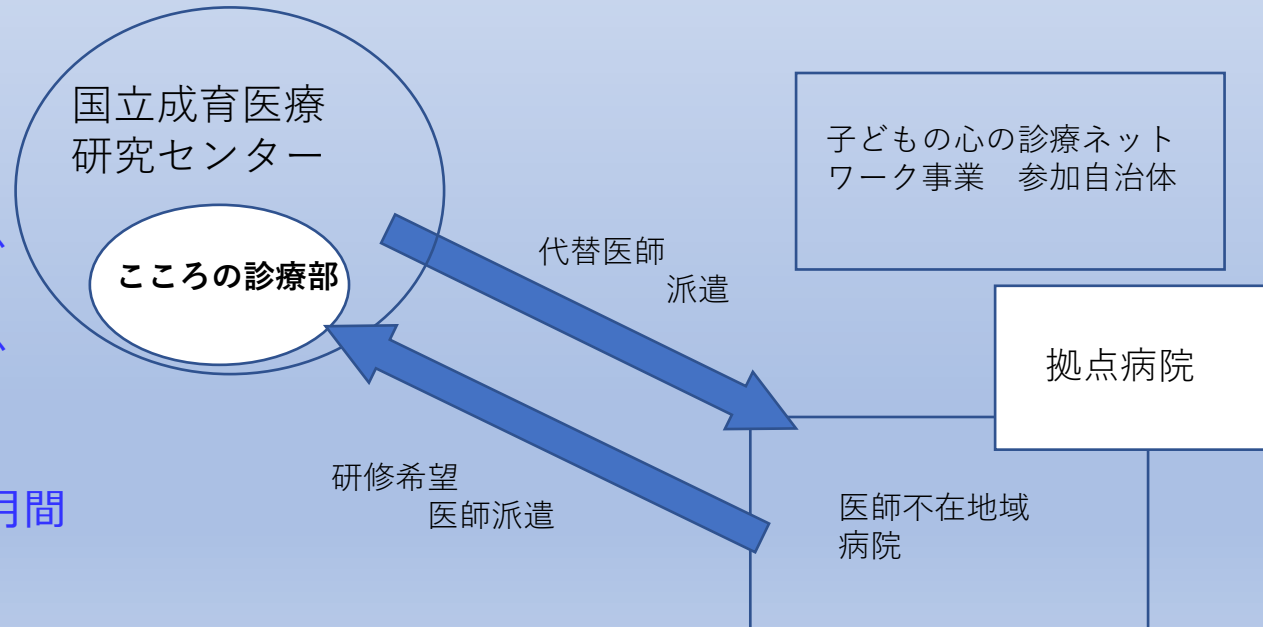 国立成育医療
研究センター
こころの診療部
子どもの心の診療ネット
ワーク事業　参加自治体
代替医師
派遣
拠点病院
研修希望
医師派遣
医師不在地域
病院
月間